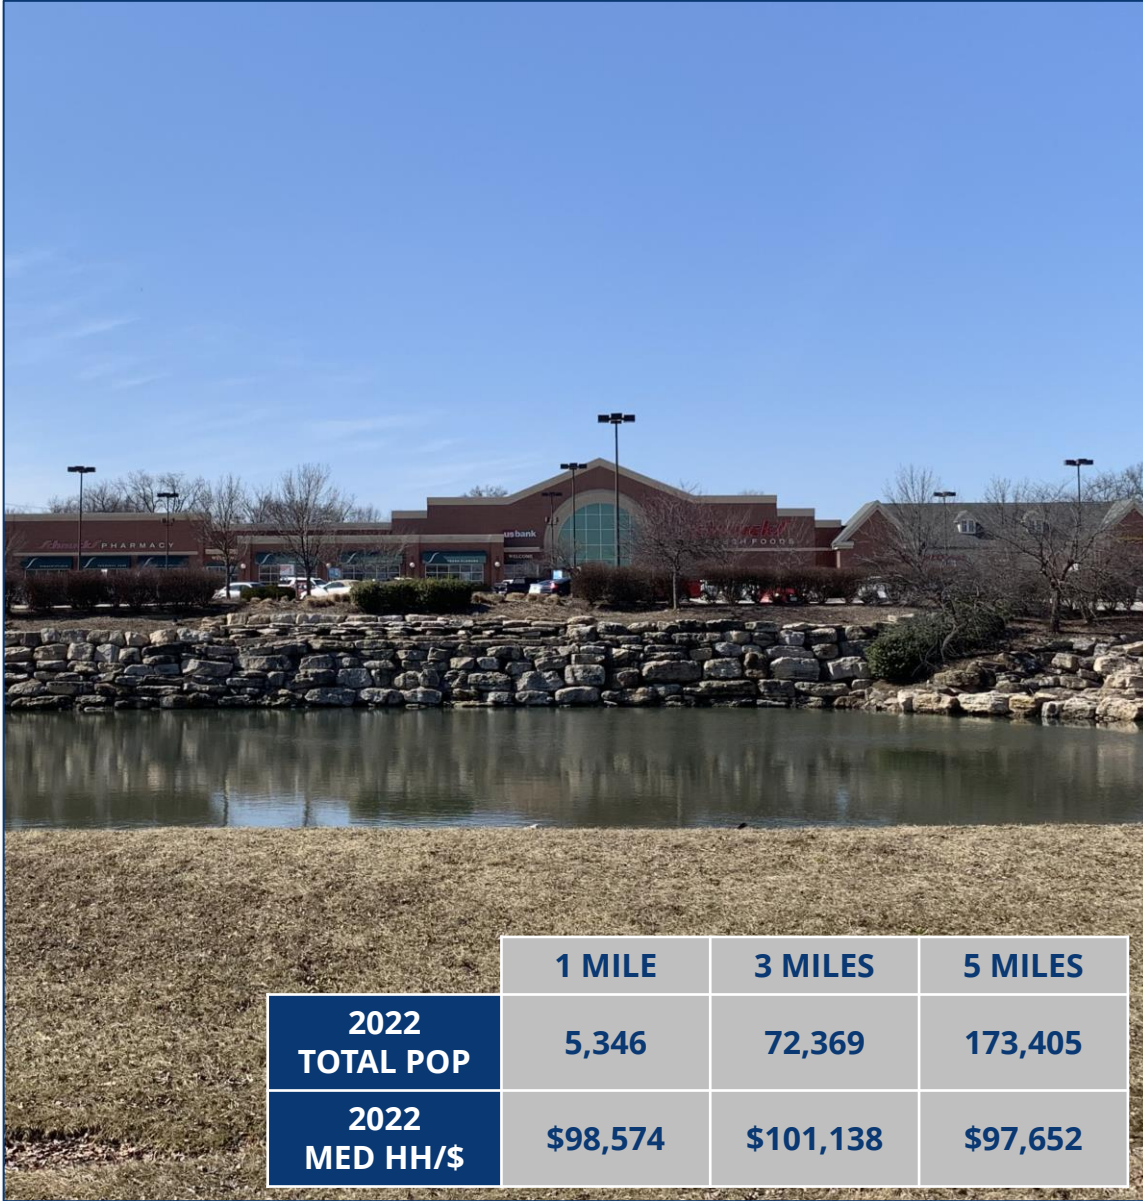 Schnucks PHARMACY
usbank
WELCOME
FRESH FOODS
1 MILE 3 MILES 5 MILES
2022
TOTAL POP 5,346 72,369 173,405
2022
MED HH/$ $98,574 $101,138 $97,652